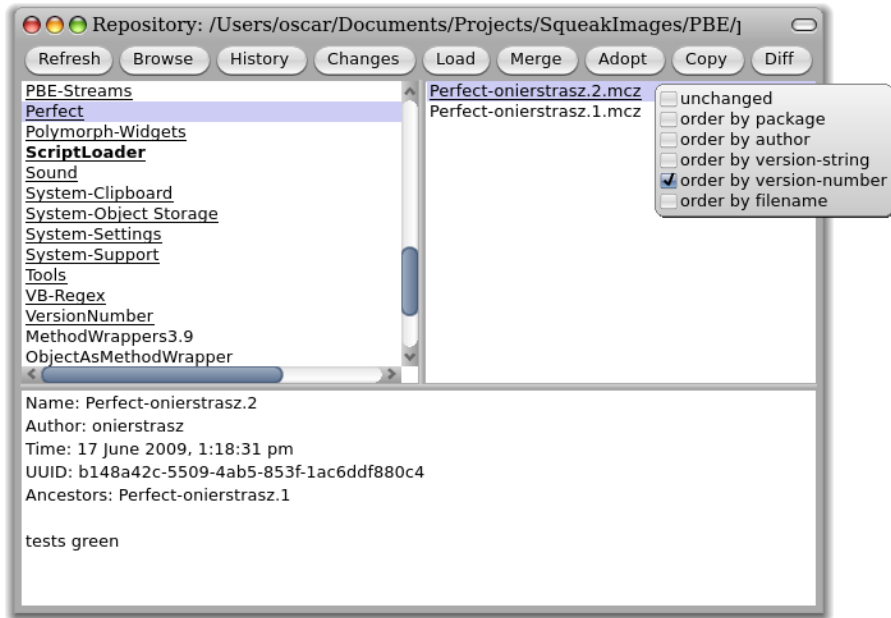 Repository: /Users/oscar/Documents/Projects/SqueakImages/PBE/
Refresh Browse History Changes Load Merge Adopt Copy Diff
PBE-Streams
Perfect
Polymorph-Widgets
ScriptLoader
Sound
System-Clipboard
System-Object Storage
System-Settings
System-Support
Tools
VB-Regex
VersionNumber
MethodWrappers3.9
ObjectAsMethodWrapper
Perfect-onierstrasz.2.mcz
Perfect-onierstrasz.1.mcz
unchanged
order by package
order by author
order by version-string
order by version-number
order by filename
Name: Perfect-onierstrasz.2
Author: onierstrasz
Time: 17 June 2009, 1:18:31 pm
UUID: b148a42c-5509-4ab5-853f-1ac6ddf880c4
Ancestors: Perfect-onierstrasz.1
tests green